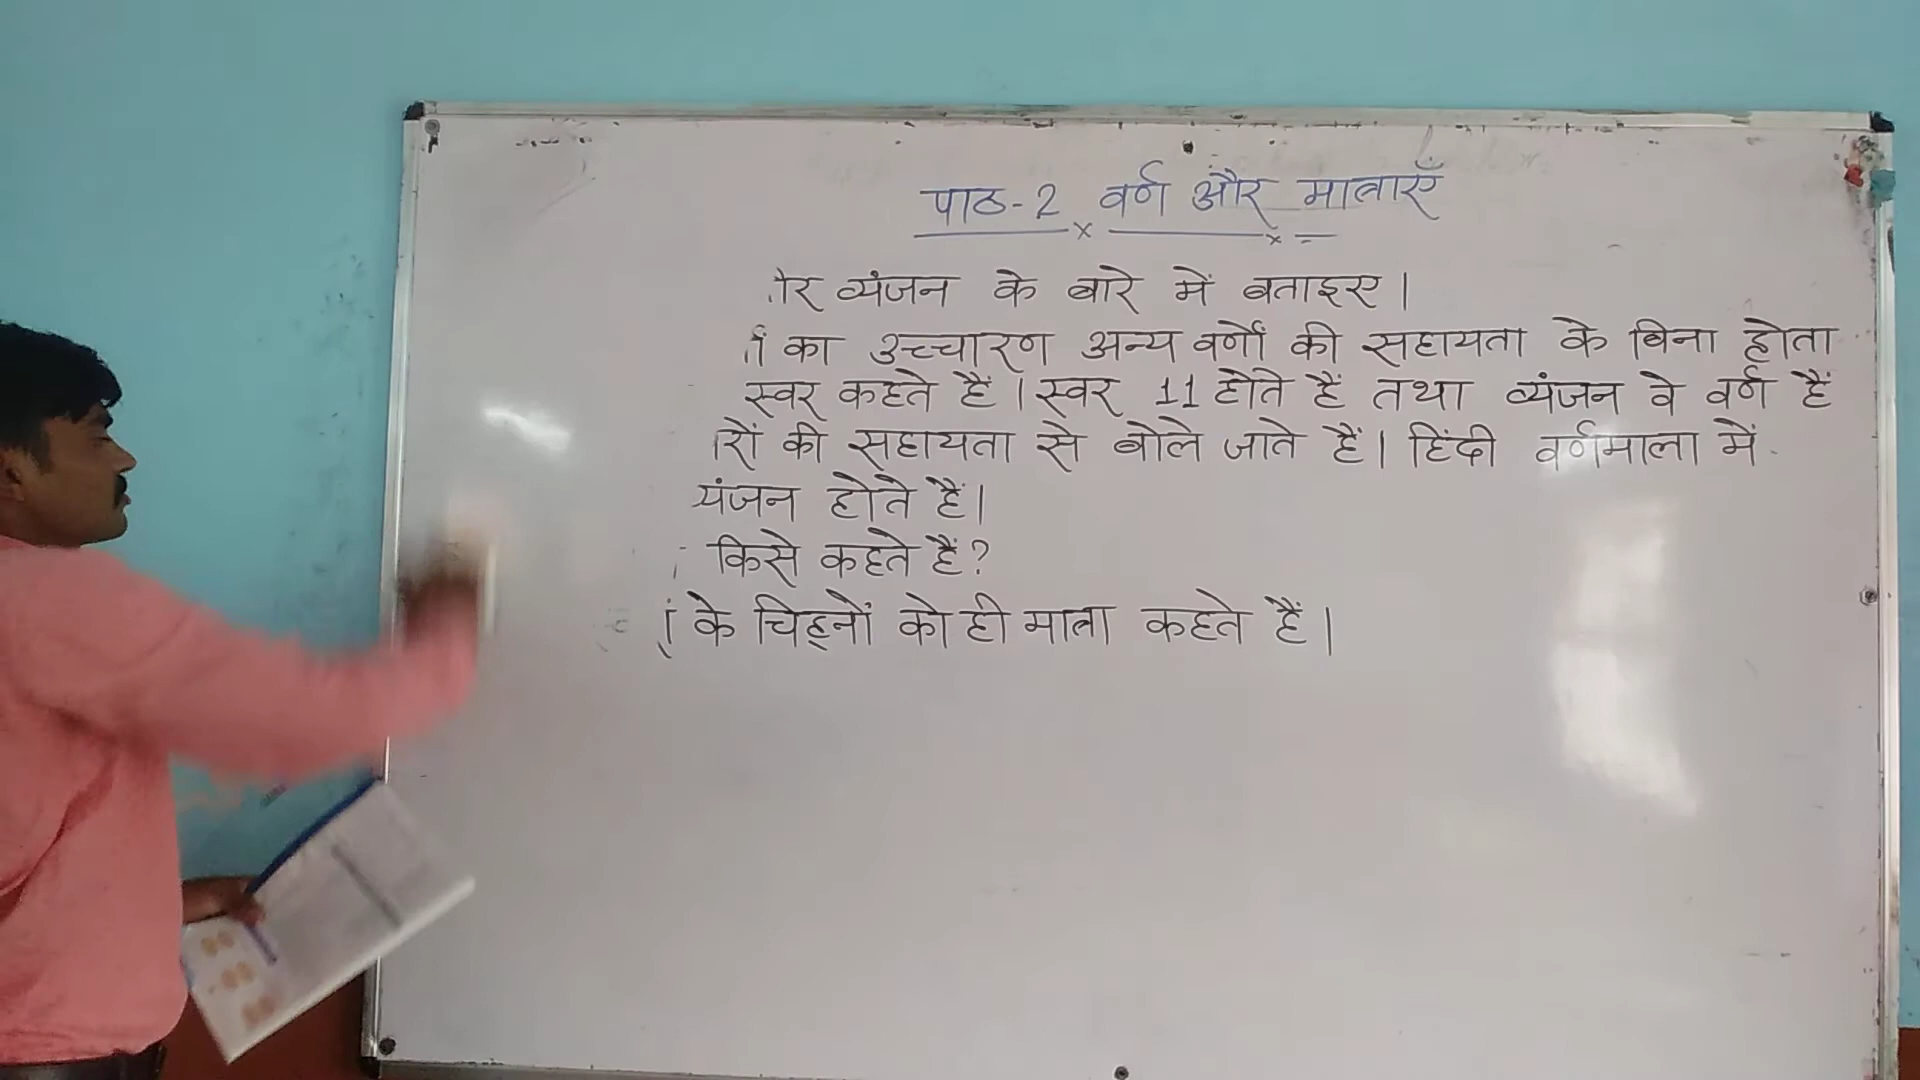 पाठ-2 वर्ण और मात्राएँ
व्यंजन के बारे में बताइए।
का उच्चारण अन्य वर्णों की सहायता के बिना होता
स्वर कहते हैं। स्वर 11 होते हैं तथा व्यंजन वे वर्ण हैं
की सहायता से बोले जाते हैं। हिंदी वर्णमाला में
होते हैं।
किसे कहते हैं?
के चिह्नों को ही मात्रा कहते हैं।